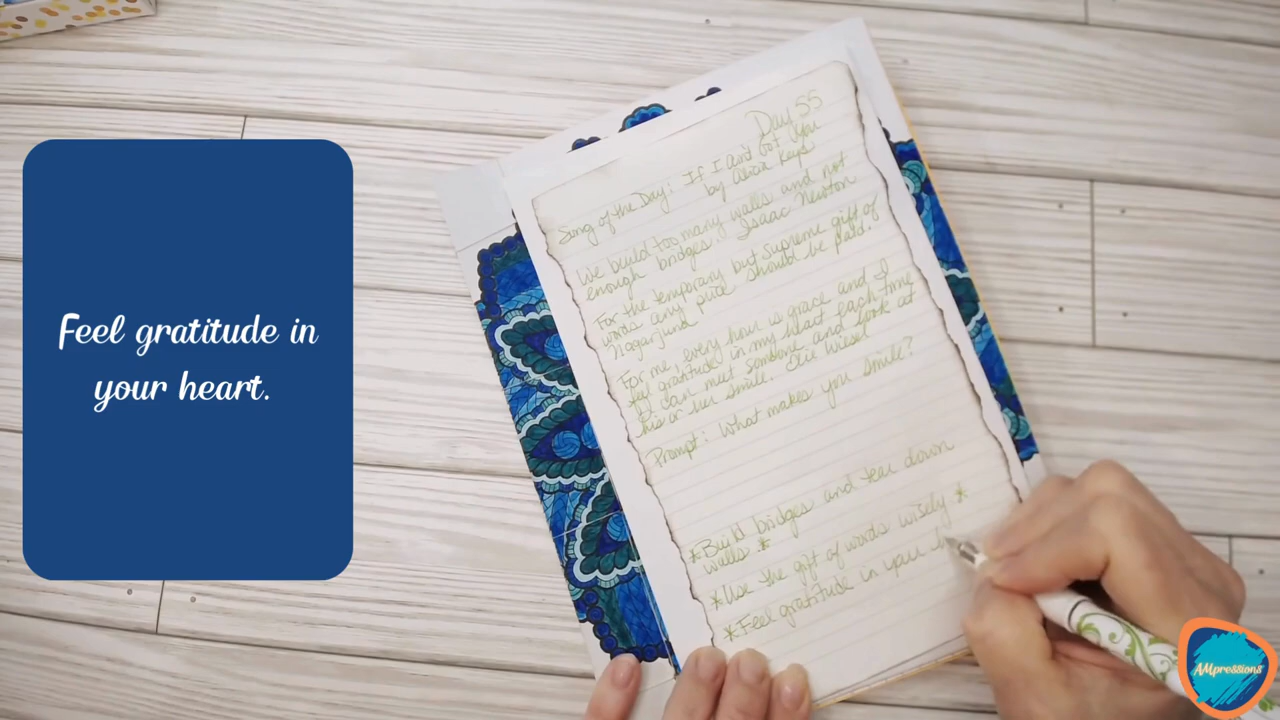 Feel gratitude in
your heart.
Day 55
Song of the Day: If I Ain't Got You
by Alicia Keys
We build too many walls and not
enough bridges. Isaac Newton
For the temporary but supreme gift of
words any price should be paid.
Nagarjuna
For me, every hour is grace and I
feel gratitude in my heart each time
I can meet someone and look at
his or her smile. Elie Wiesel
Prompt: What makes you smile?
*Build bridges and tear down
walls *
*Use the gift of words wisely *
*Feel gratitude in your h
AMpressions